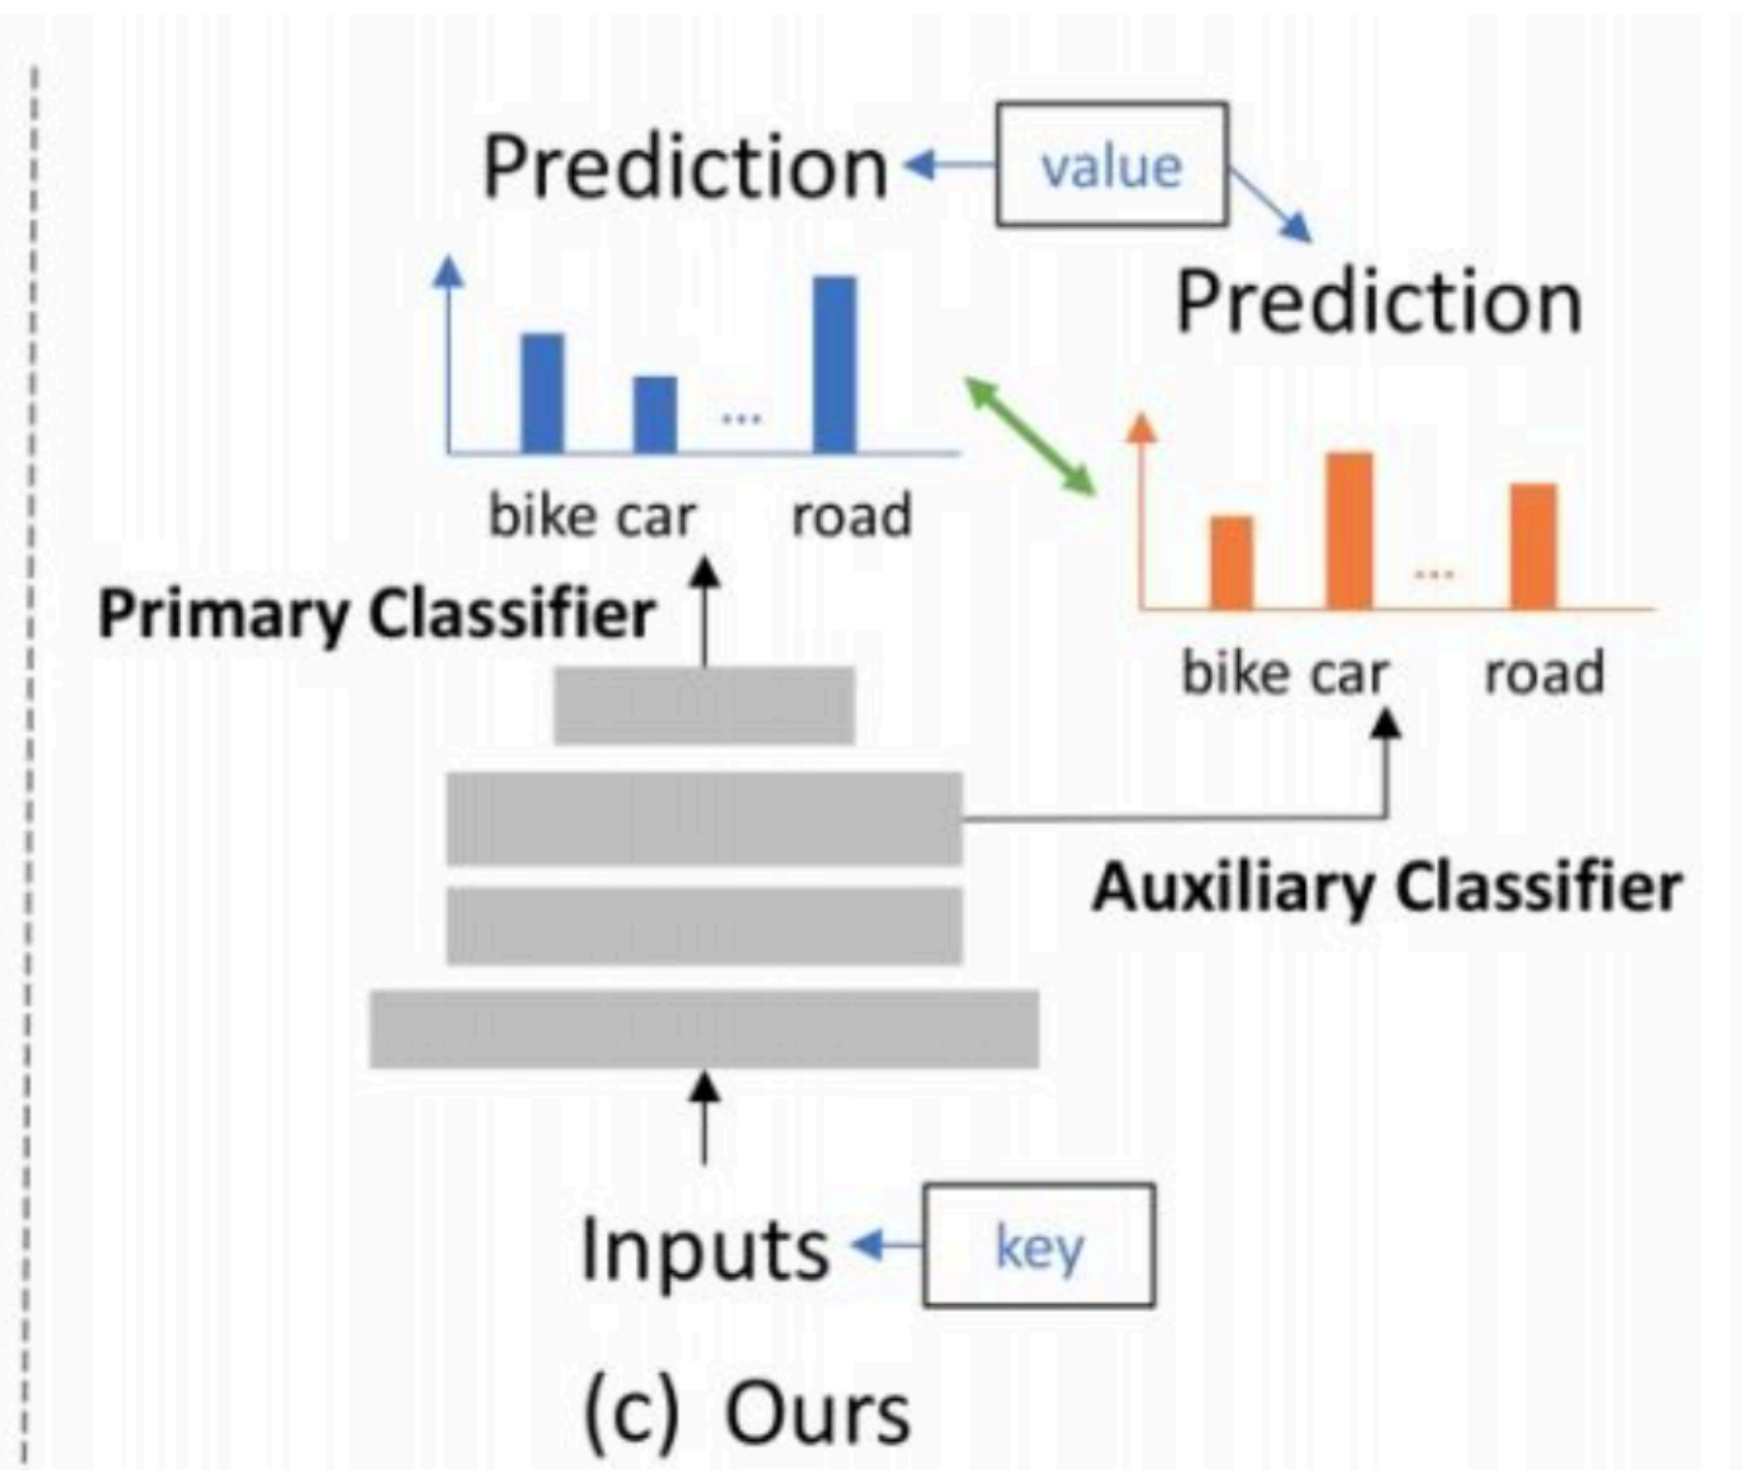 Prediction
value
Prediction
...
bike car road
...
bike car road
Primary Classifier
Auxiliary Classifier
Inputs
key
(c) Ours